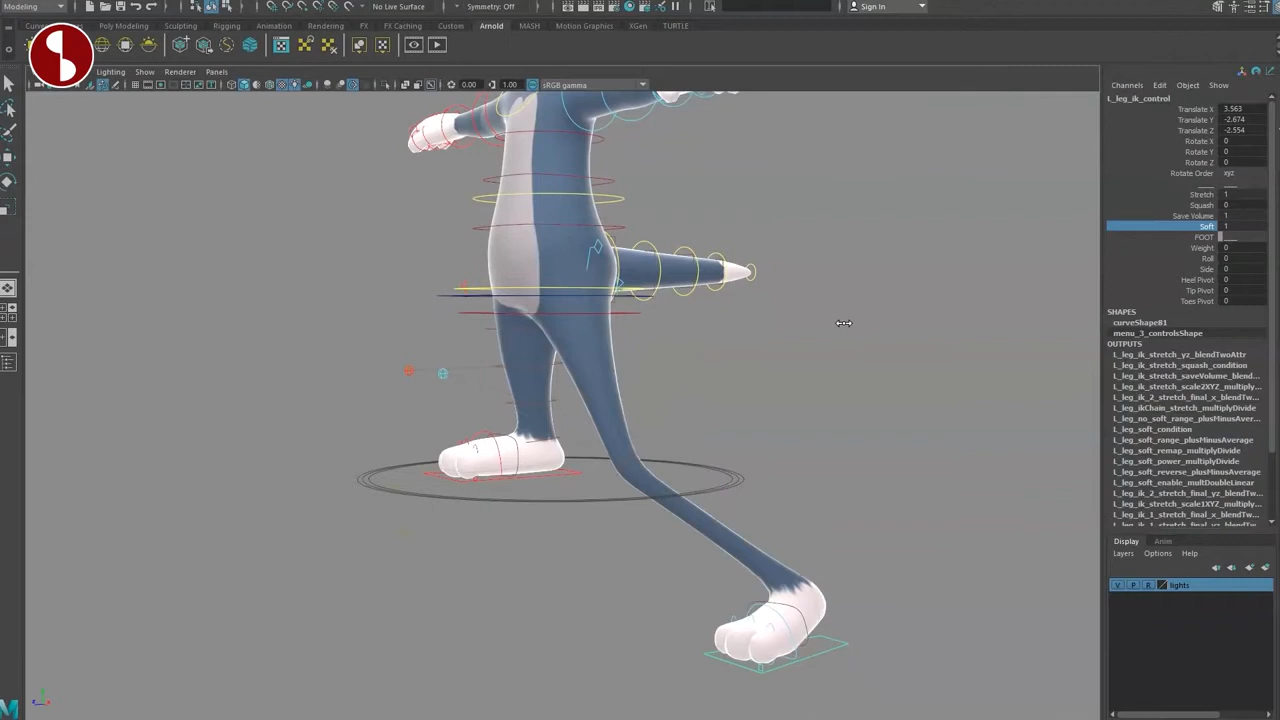 Modeling
No Live Surface
Symmetry: Off
Sign In
Poly Modeling Sculpting Rigging Animation Rendering FX FX Caching Custom Arnold MASH Motion Graphics XGen TURTLE
Lighting Show Renderer Panels
0.00 1.00 sRGB gamma
Channels Edit Object Show
L_leg_ik_control
Translate X 3.563
Translate Y -2.674
Translate Z -2.554
Rotate X 0
Rotate Y 0
Rotate Z 0
Rotate Order xyz
Stretch 1
Squash 0
Save Volume 1
Soft 1
FOOT
Weight 0
Roll 0
Side 0
Heel Pivot 0
Tip Pivot 0
Toes Pivot 0
SHAPES
curveShape81
menu_3_controlsShape
OUTPUTS
L_leg_ik_stretch_yz_blendTwoAttr
L_leg_ik_stretch_squash_condition
L_leg_ik_stretch_saveVolume_blend...
L_leg_ik_stretch_scale2XYZ_multiply...
L_leg_ik_2_stretch_final_x_blendTw...
L_leg_ikChain_stretch_multiplyDivide
L_leg_no_soft_range_plusMinusAver...
L_leg_soft_condition
L_leg_soft_range_plusMinusAverage
L_leg_soft_remap_multiplyDivide
L_leg_soft_power_multiplyDivide
L_leg_soft_reverse_plusMinusAverage
L_leg_soft_enable_multDoubleLinear
L_leg_ik_2_stretch_final_yz_blendTw...
L_leg_ik_stretch_scale1XYZ_multiply...
L_leg_ik_1_stretch_final_x_blendTw...
Display Anim
Layers Options Help
V P R lights